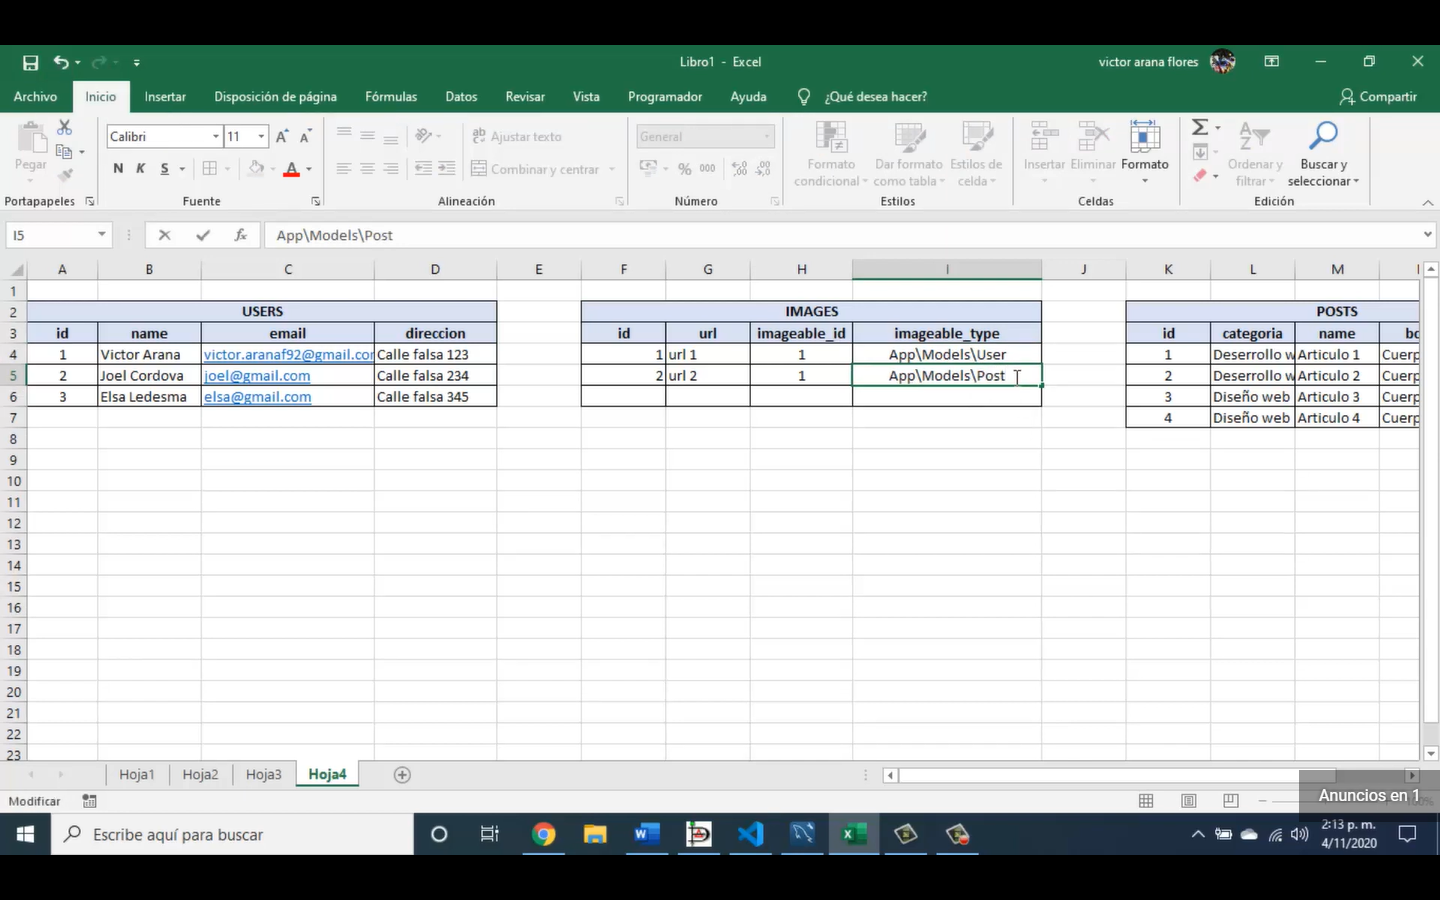 Libro1 - Excel
victor arana flores
Archivo Inicio Insertar Disposición de página Fórmulas Datos Revisar Vista Programador Ayuda ¿Qué desea hacer? Compartir
Pegar
Calibri 11
N K S
Ajustar texto
Combinar y centrar
General
% 000
Formato condicional
Dar formato como tabla
Estilos de celda
Insertar Eliminar Formato
Ordenar y filtrar
Buscar y seleccionar
Portapapeles Fuente Alineación Número Estilos Celdas Edición
I5 fx App\Models\Post
A B C D E F G H I J K L M
1
2 USERS IMAGES POSTS
3 id name email direccion id url imageable_id imageable_type id categoria name bo
4 1 Victor Arana victor.aranaf92@gmail.com Calle falsa 123 1 url 1 1 App\Models\User 1 Deserrollo w Articulo 1 Cuerp
5 2 Joel Cordova joel@gmail.com Calle falsa 234 2 url 2 1 App\Models\Post 2 Deserrollo w Articulo 2 Cuerp
6 3 Elsa Ledesma elsa@gmail.com Calle falsa 345 3 Diseño web Articulo 3 Cuerp
7 4 Diseño web Articulo 4 Cuerp
8
9
10
11
12
13
14
15
16
17
18
19
20
21
22
23
Hoja1 Hoja2 Hoja3 Hoja4
Anuncios en 1
Modificar
Escribe aquí para buscar
2:13 p. m.
4/11/2020